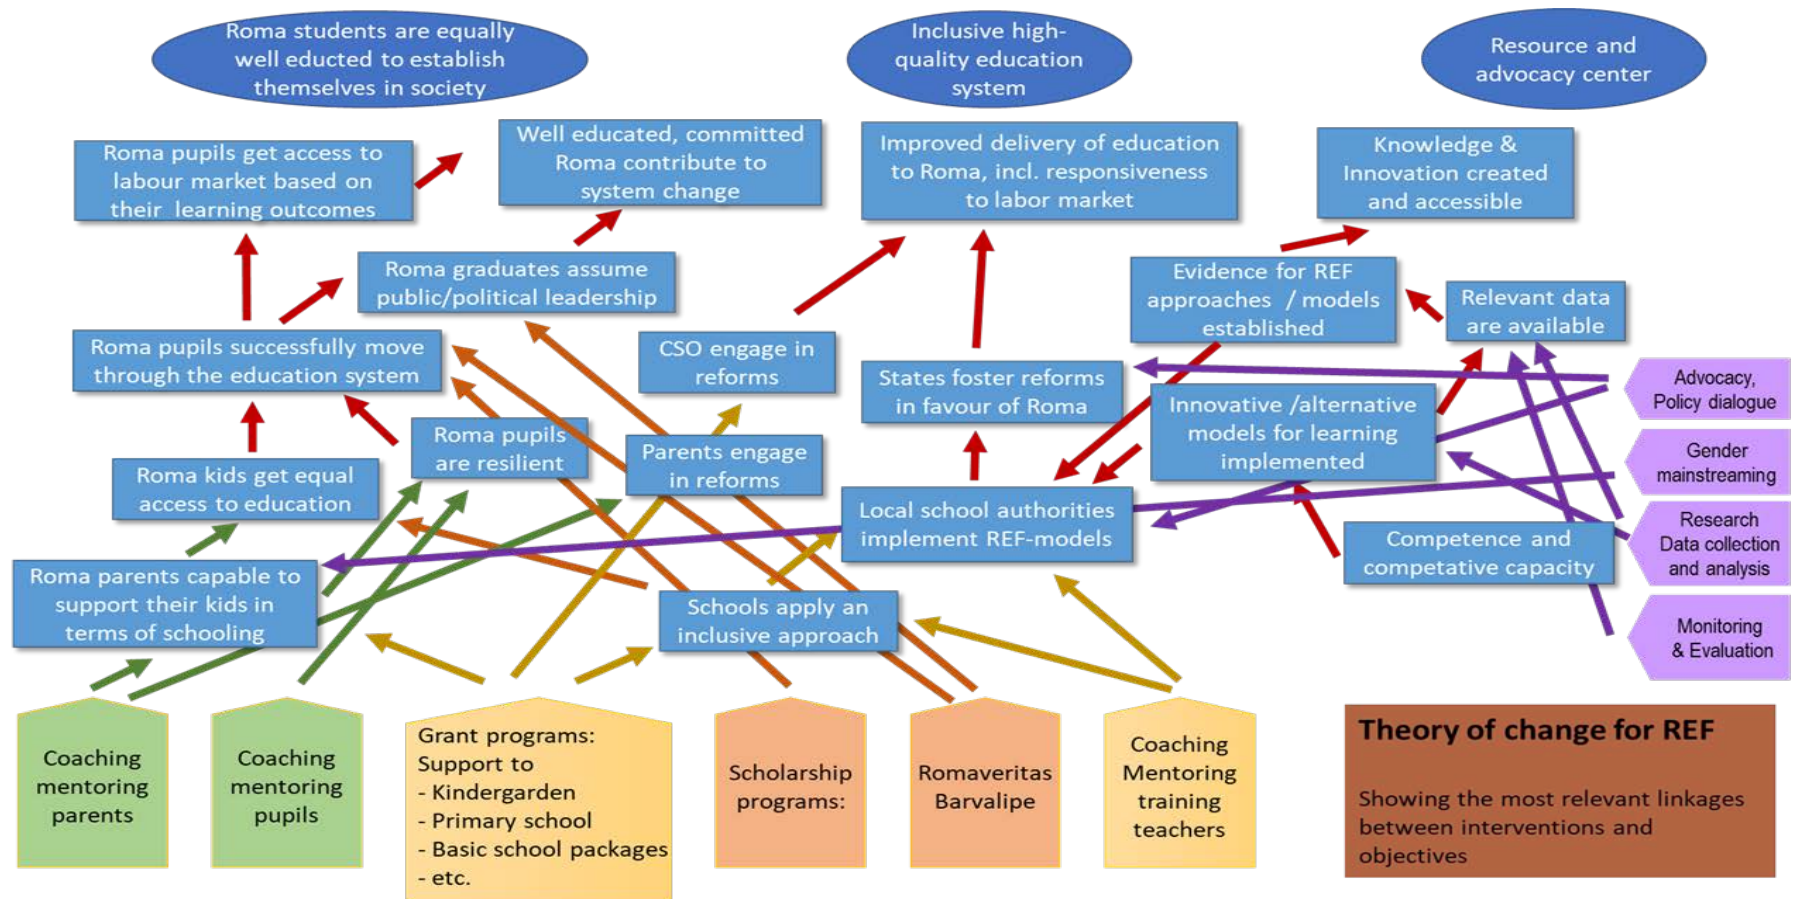 Roma students are equally
well educted to establish
themselves in society
Inclusive high-
quality education
system
Resource and
advocacy center
Roma pupils get access to
labour market based on
their learning outcomes
Well educated, committed
Roma contribute to
system change
Improved delivery of education
to Roma, incl. responsiveness
to labor market
Knowledge &
Innovation created
and accessible
Roma graduates assume
public/political leadership
Evidence for REF
approaches / models
established
Relevant data
are available
Roma pupils successfully move
through the education system
CSO engage in
reforms
States foster reforms
in favour of Roma
Innovative /alternative
models for learning
implemented
Advocacy,
Policy dialogue
Roma pupils
are resilient
Parents engage
in reforms
Gender
mainstreaming
Roma kids get equal
access to education
Local school authorities
implement REF-models
Competence and
competative capacity
Research
Data collection
and analysis
Roma parents capable to
support their kids in
terms of schooling
Schools apply an
inclusive approach
Monitoring
& Evaluation
Coaching
mentoring
parents
Coaching
mentoring
pupils
Grant programs:
Support to
- Kindergarden
- Primary school
- Basic school packages
- etc.
Scholarship
programs:
Romaveritas
Barvalipe
Coaching
Mentoring
training
teachers
Theory of change for REF
Showing the most relevant linkages
between interventions and
objectives